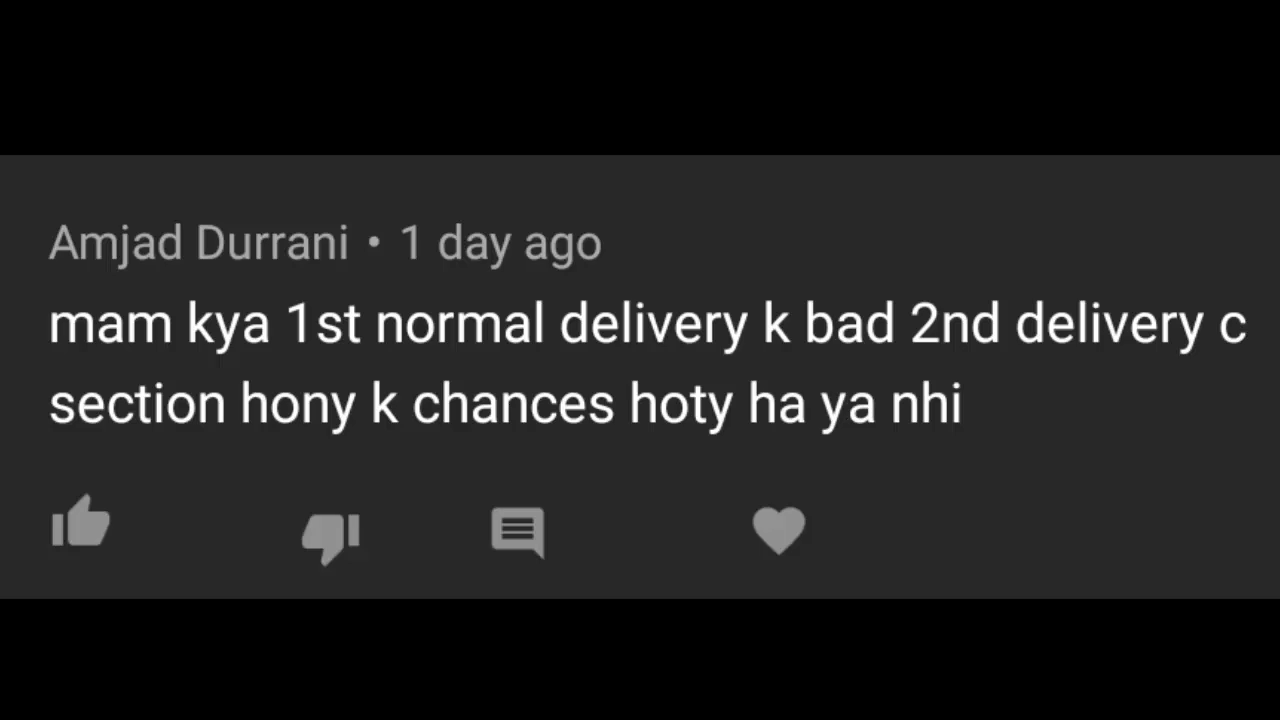 Amjad Durrani • 1 day ago
mam kya 1st normal delivery k bad 2nd delivery c
section hony k chances hoty ha ya nhi